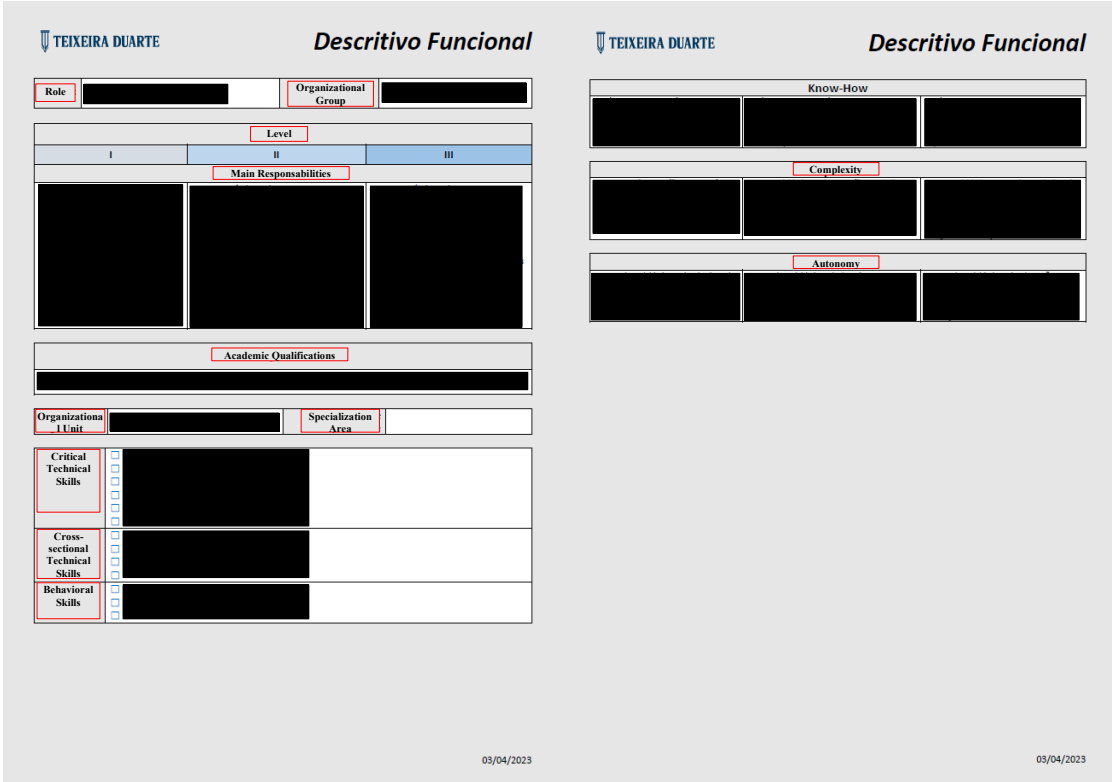 TEIXEIRA DUARTE
Descritivo Funcional
Role
Organizational
Group
Level
I II III
Main Responsabilities
Academic Qualifications
Organizationa
l Unit
Specialization
Area
Critical
Technical
Skills
Cross-
sectional
Technical
Skills
Behavioral
Skills
03/04/2023
TEIXEIRA DUARTE
Descritivo Funcional
Know-How
Complexity
Autonomy
03/04/2023